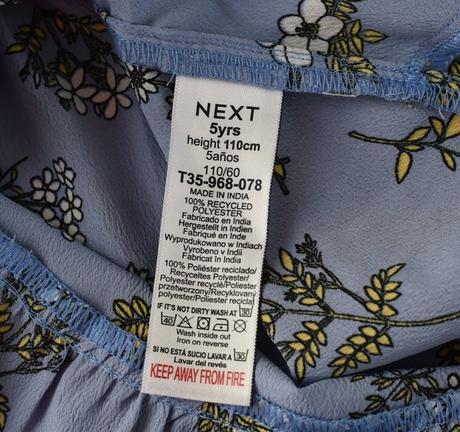 NEXT
5yrs
height 110cm
5años
110/60
T35-968-078
MADE IN INDIA
100% RECYCLED
POLYESTER
Fabricado en India
Hergestellt in Indien
Fabriqué en Inde
Wyprodukowano w Indiach
Vyrobeno v Indii
Fabricat în India
100% Poliéster reciclado/
Recyceltes Polyester/
Polyester recyclé/Poliester
przetworzony/Recyklovaný
polyester/Poliester reciclat
IF IT'S NOT DIRTY WASH AT 30
40
Wash inside out
Iron on reverse
SI NO ESTÁ SUCIO LAVAR A 30
Lavar del revés
KEEP AWAY FROM FIRE